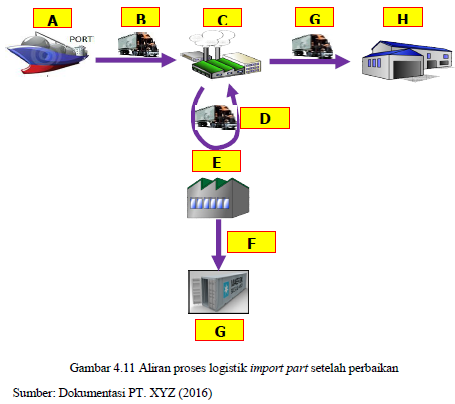 A B C G H
PORT
D
E
F
G
Gambar 4.11 Aliran proses logistik import part setelah perbaikan
Sumber: Dokumentasi PT. XYZ (2016)